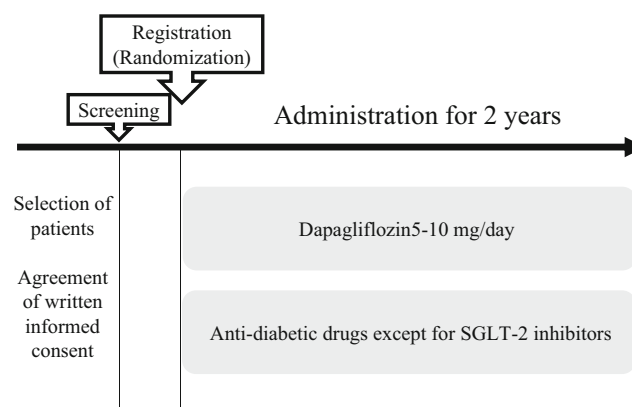 Registration
(Randomization)
Screening
Administration for 2 years
Selection of
patients
Agreement
of written
informed
consent
Dapagliflozin5-10 mg/day
Anti-diabetic drugs except for SGLT-2 inhibitors